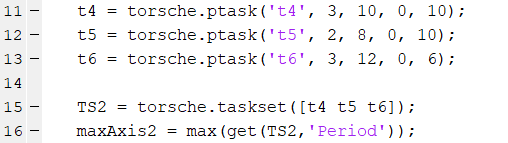 11 – t4 = torsche.ptask('t4', 3, 10, 0, 10);
12 – t5 = torsche.ptask('t5', 2, 8, 0, 10);
13 – t6 = torsche.ptask('t6', 3, 12, 0, 6);
14
15 – TS2 = torsche.taskset([t4 t5 t6]);
16 – maxAxis2 = max(get(TS2,'Period'));